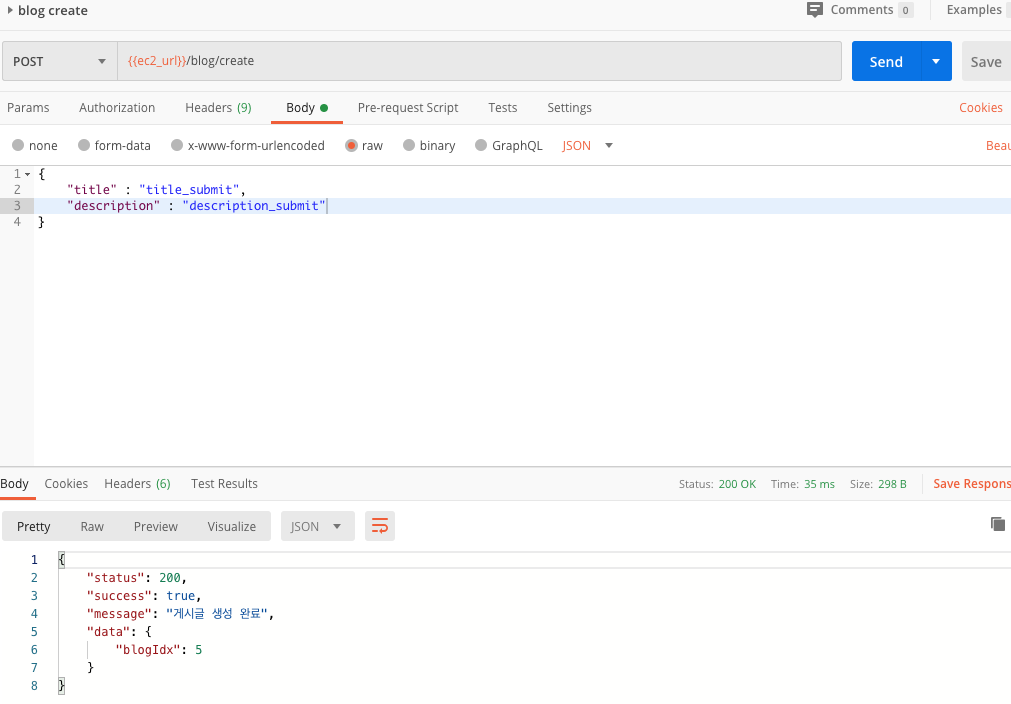 blog create Comments 0 Examples
POST {{ec2_url}}/blog/create Send Save
Params Authorization Headers (9) Body Pre-request Script Tests Settings Cookies
none form-data x-www-form-urlencoded raw binary GraphQL JSON Beau
1 {
2 "title" : "title_submit",
3 "description" : "description_submit"
4 }
Body Cookies Headers (6) Test Results Status: 200 OK Time: 35 ms Size: 298 B Save Respons
Pretty Raw Preview Visualize JSON
1 {
2 "status": 200,
3 "success": true,
4 "message": "게시글 생성 완료",
5 "data": {
6 "blogIdx": 5
7 }
8 }